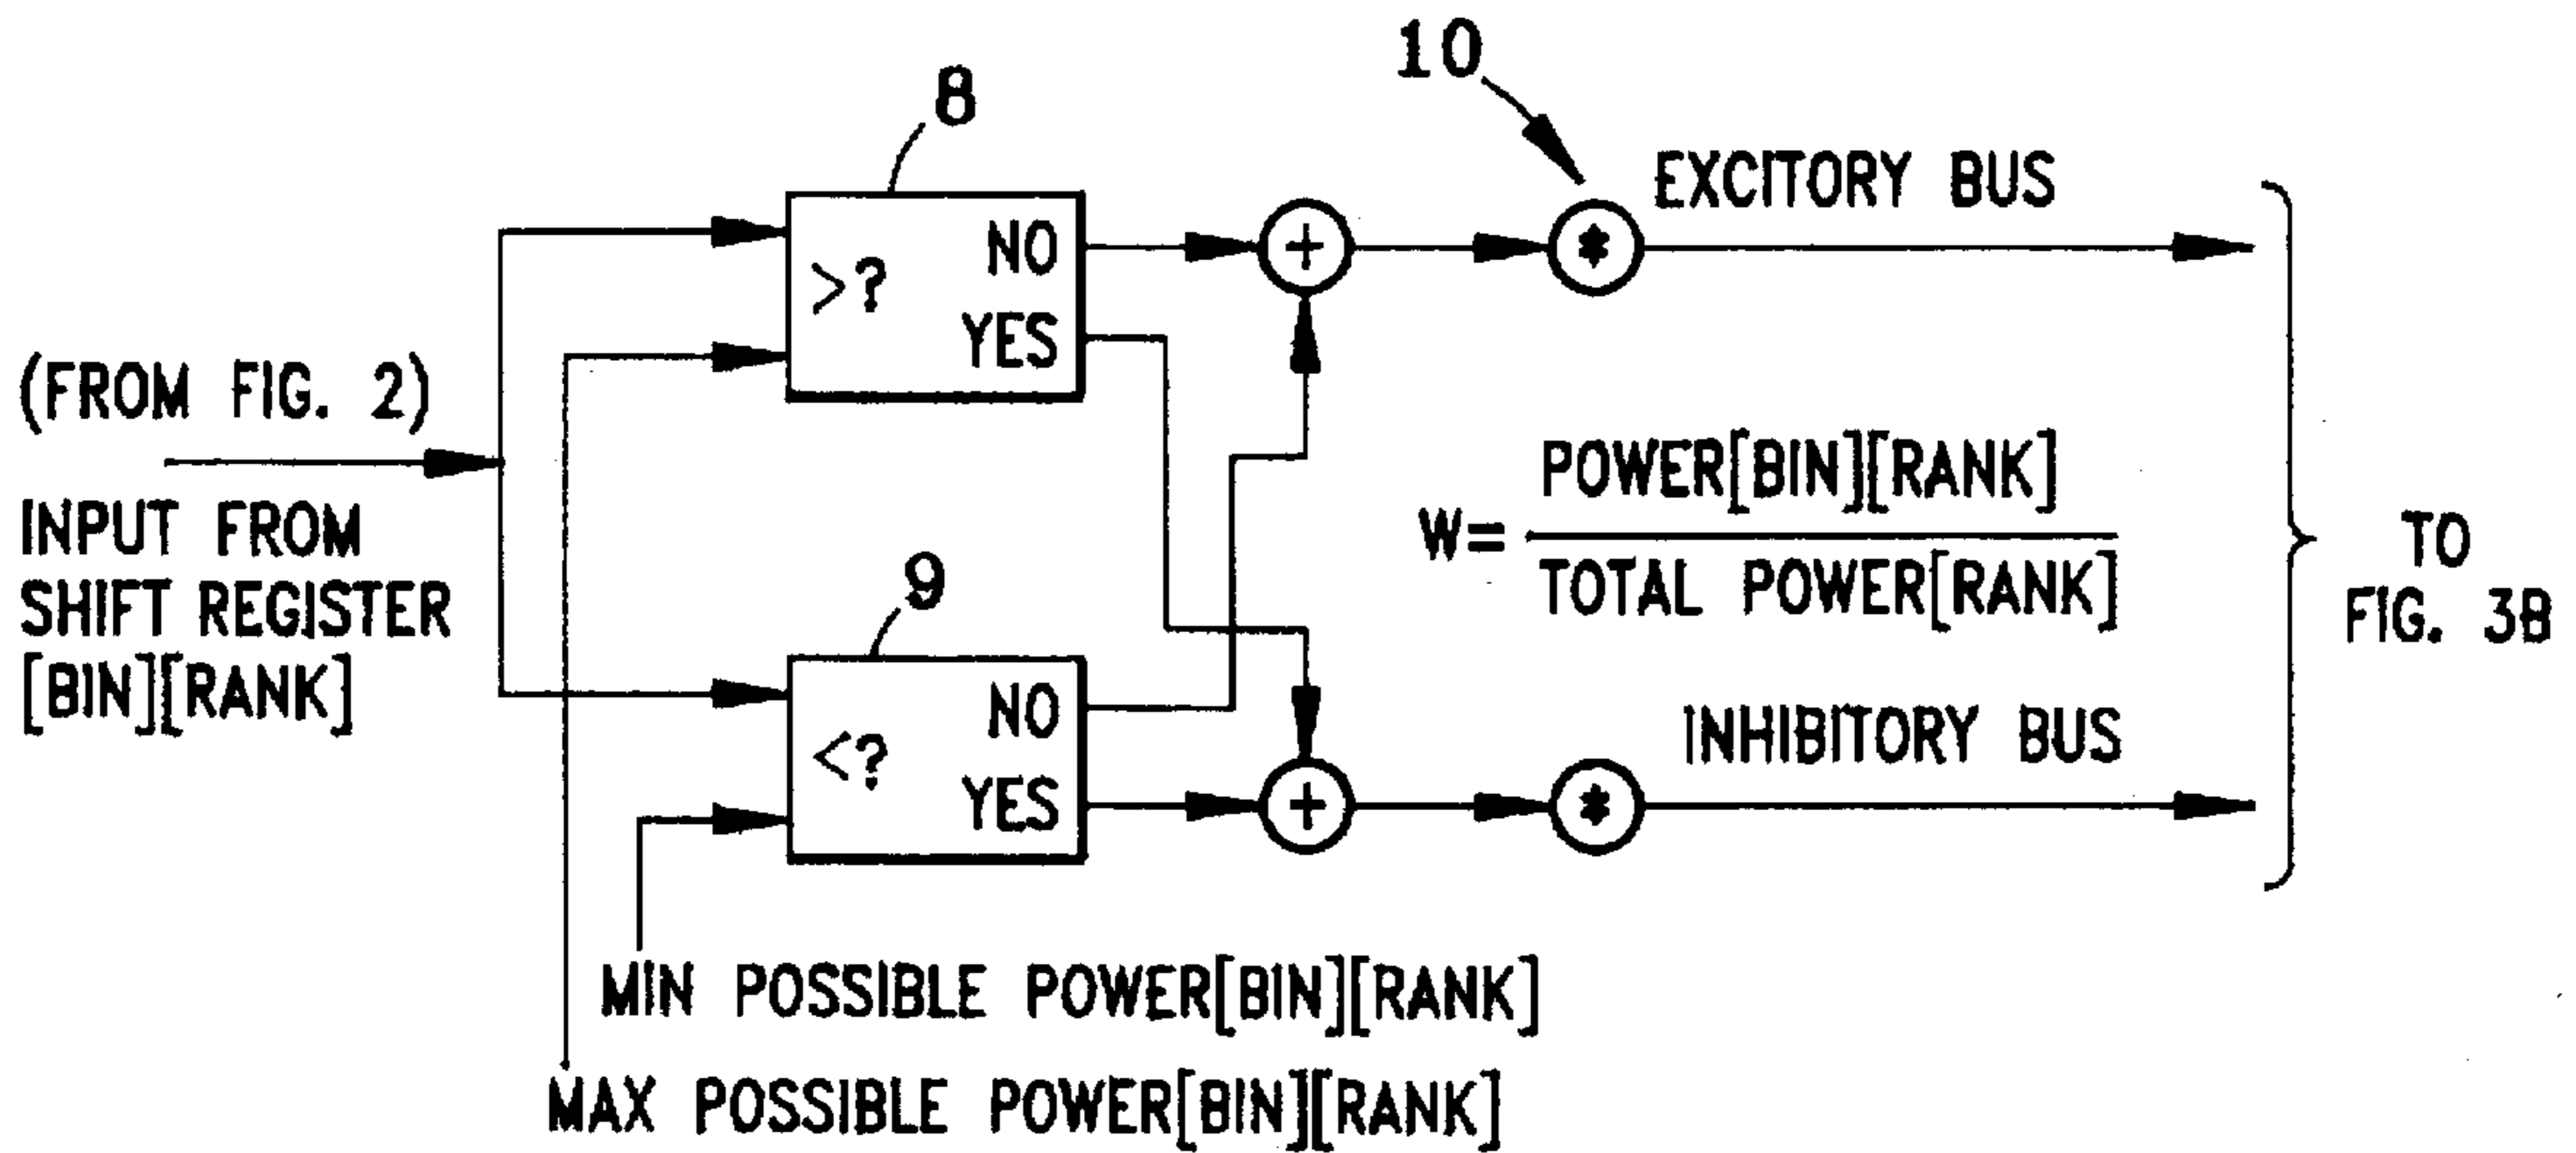 10
8
EXCITORY BUS
NO
+
*
>?
YES
(FROM FIG. 2)
INPUT FROM
SHIFT REGISTER
[BIN][RANK]
W= POWER[BIN][RANK]
TOTAL POWER[RANK]
TO
FIG. 3B
9
NO
<?
YES
+
*
INHIBITORY BUS
MIN POSSIBLE POWER[BIN][RANK]
MAX POSSIBLE POWER[BIN][RANK]